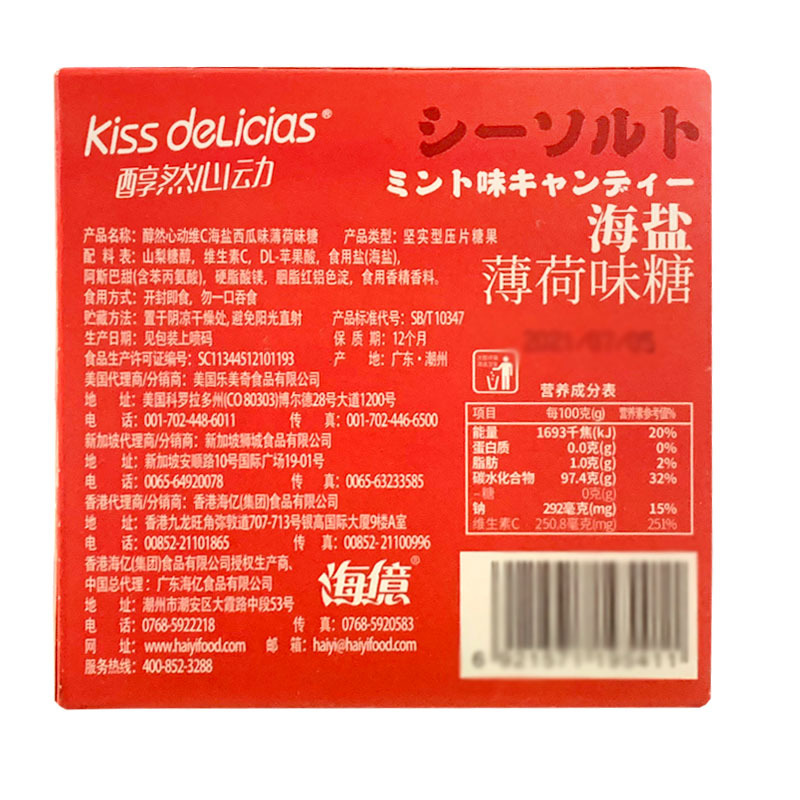 Kiss deLicias®
醇然心动
シーソルト
ミント味キャンディー
海盐
薄荷味糖
产品名称：醇然心动维C海盐西瓜味薄荷味糖 产品类型：坚实型压片糖果
配 料 表：山梨糖醇，维生素C，DL-苹果酸，食用盐(海盐)，
阿斯巴甜(含苯丙氨酸)，硬脂酸镁，胭脂红铝色淀，食用香精香料。
食用方式：开封即食，勿一口吞食
贮藏方法：置于阴凉干燥处,避免阳光直射 产品标准代号：SB/T 10347
生产日期：见包装上喷码 保 质 期：12个月
食品生产许可证编号：SC11344512101193 产 地：广东·潮州
美国代理商/分销商：美国乐美奇食品有限公司
地 址：美国科罗拉多州(CO 80303)博尔德28号大道1200号
电 话：001-702-448-6011 传 真：001-702-446-6500
新加坡代理商/分销商：新加坡狮城食品有限公司
地 址：新加坡安顺路10号国际广场19-01号
电 话：0065-64920078 传 真：0065-63233585
香港代理商/分销商：香港海亿(集团)食品有限公司
地 址：香港九龙旺角弥敦道707-713号银高国际大厦9楼A室
电 话：00852-21101865 传 真：00852-21100996
香港海亿(集团)食品有限公司授权生产商、
中国总代理：广东海亿食品有限公司
地 址：潮州市潮安区大霞路中段53号
电 话：0768-5922218 传 真：0768-5920583
网 址：www.haiyifood.com 邮 箱：haiyi@haiyifood.com
服务热线：400-852-3288
海億®
2021/07/05
营养成分表
项目 每100克(g) 营养素参考值%
能量 1693千焦(kJ) 20%
蛋白质 0.0克(g) 0%
脂肪 1.0克(g) 2%
碳水化合物 97.4克(g) 32%
-糖 0克(g)
钠 292毫克(mg) 15%
维生素C 250.8毫克(mg) 251%
6 921571 195411